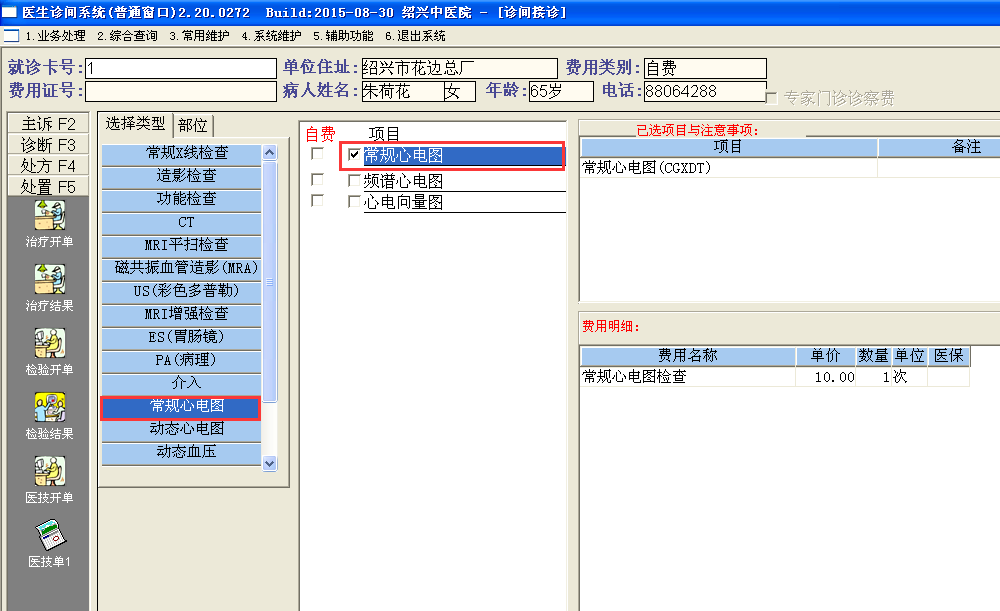 医生诊间系统(普通窗口)2.20.0272 Build:2015-08-30 绍兴中医院 - [诊间接诊]
1.业务处理 2.综合查询 3.常用维护 4.系统维护 5.辅助功能 6.退出系统
就诊卡号:1 单位住址:绍兴市花边总厂 费用类别:自费
费用证号: 病人姓名:朱荷花 女 年龄:65岁 电话:88064288 专家门诊诊察费
主诉 F2
诊断 F3
处方 F4
处置 F5
治疗开单
治疗结果
检验开单
检验结果
医技开单
医技单1
选择类型 部位
常规X线检查
造影检查
功能检查
CT
MRI平扫检查
磁共振血管造影(MRA)
US(彩色多普勒)
MRI增强检查
ES(胃肠镜)
PA(病理)
介入
常规心电图
动态心电图
动态血压
自费 项目
常规心电图
频谱心电图
心电向量图
已选项目与注意事项:
项目 备注
常规心电图(CGXDT)
费用明细:
费用名称 单价 数量 单位 医保
常规心电图检查 10.00 1 次